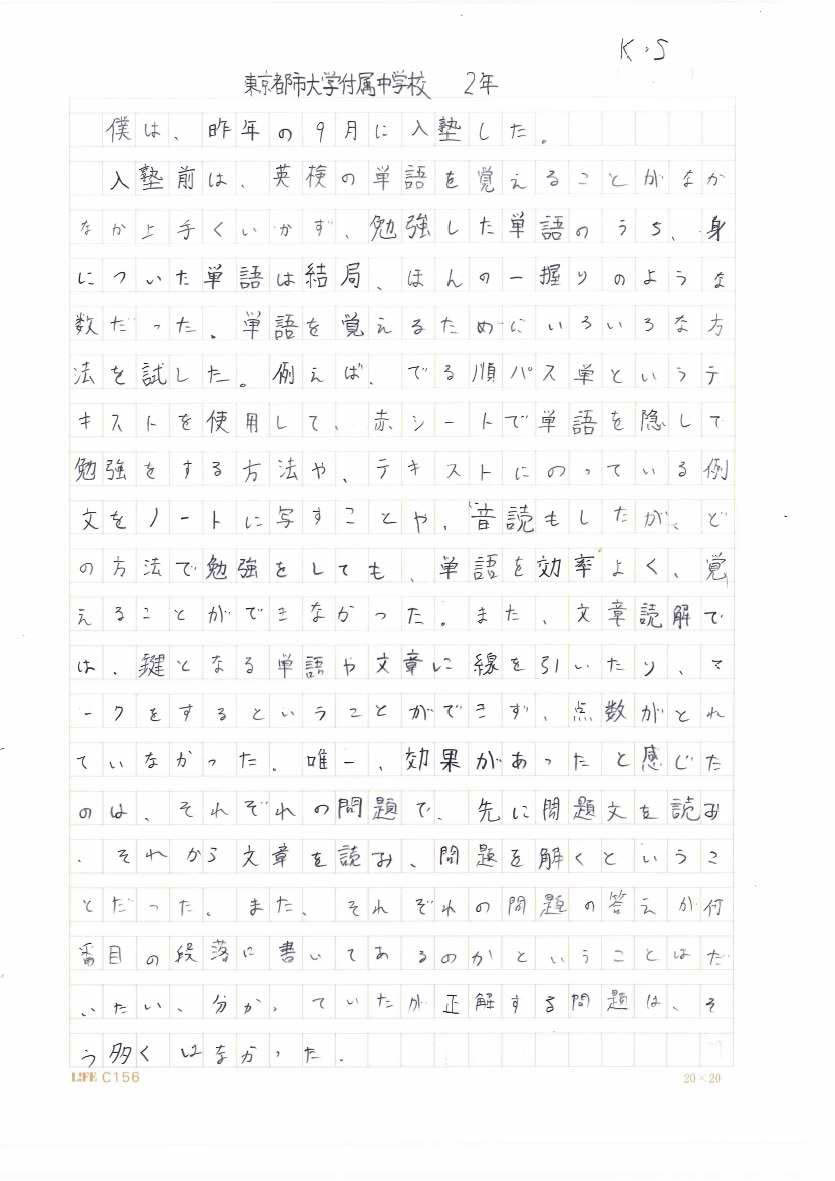 K・S
東京都市大学付属中学校 2年
僕は、昨年の9月に入塾した。
入塾前は、英検の単語を覚えることがなか
なか上手くいかず、勉強した単語のうち、身
についた単語は結局、ほんの一握りのような
数だった。単語を覚えるためにいろいろな方
法を試した。例えば、でる順パス単というテ
キストを使用して、赤シートで単語を隠して
勉強をする方法や、テキストにのっている例
文をノートに写すことや、音読もしたが、ど
の方法で勉強をしても、単語を効率よく、覚
えることができなかった。また、文章読解で
は、鍵となる単語や文章に線を引いたり、マ
ークをするということができず、点数がとれ
ていなかった。唯一、効果があったと感じた
のは、それぞれの問題で、先に問題文を読み
、それから文章を読み、問題を解くというこ
とだった。また、それぞれの問題の答えが何
番目の段落に書いてあるのかということはだ
いたい、分かっていたが正解する問題は、そ
う多くはなかった。
LIFE C156
20×20